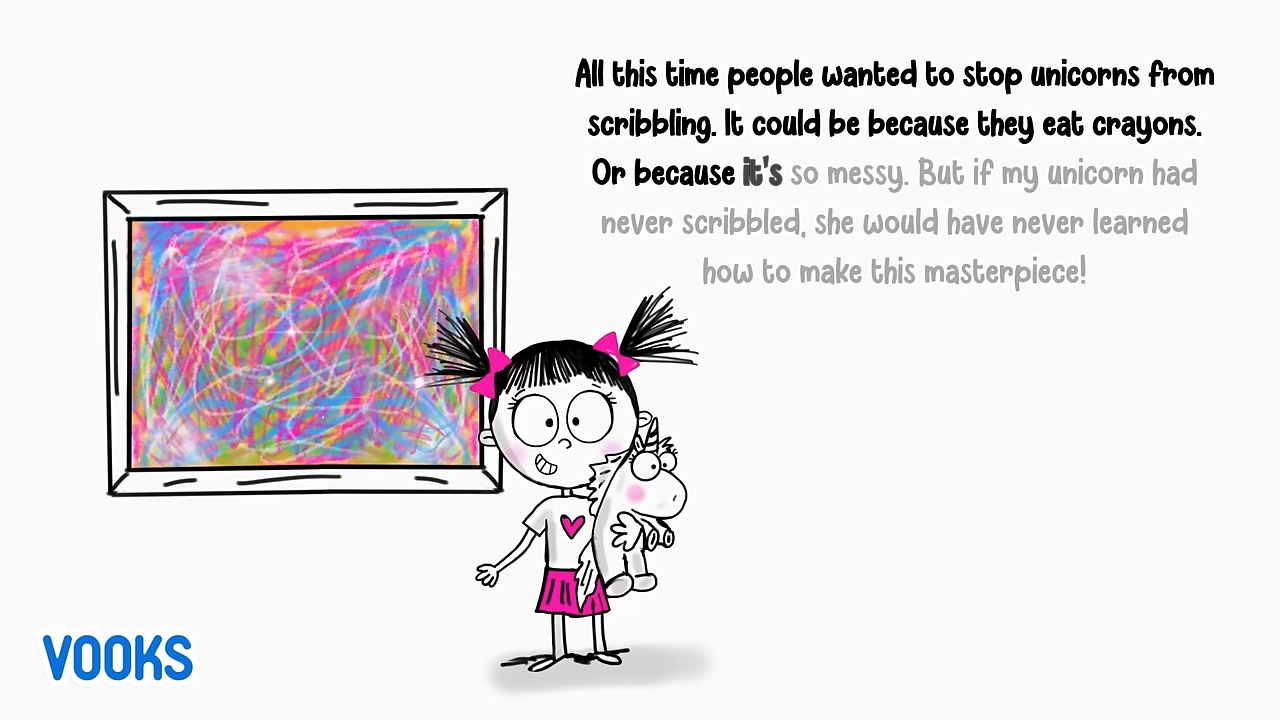 All this time people wanted to stop unicorns from
scribbling. It could be because they eat crayons.
Or because it's so messy. But if my unicorn had
never scribbled, she would have never learned
how to make this masterpiece!
VOOKS